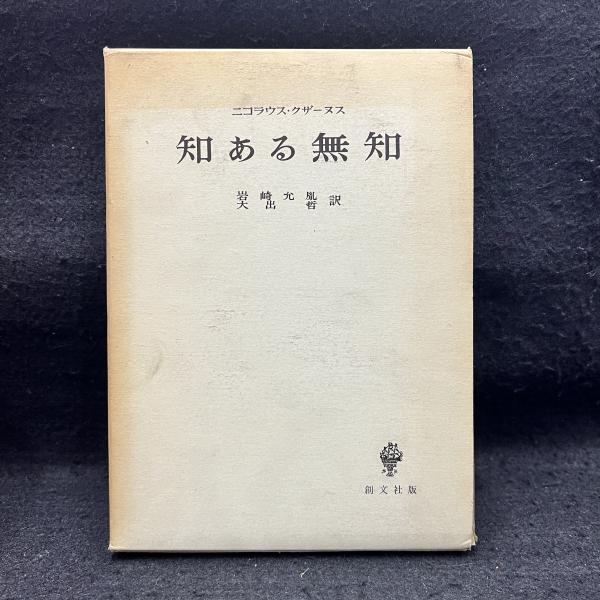 ニコラウス・クザーヌス
知ある無知
岩崎允胤
大出哲 訳
創文社版